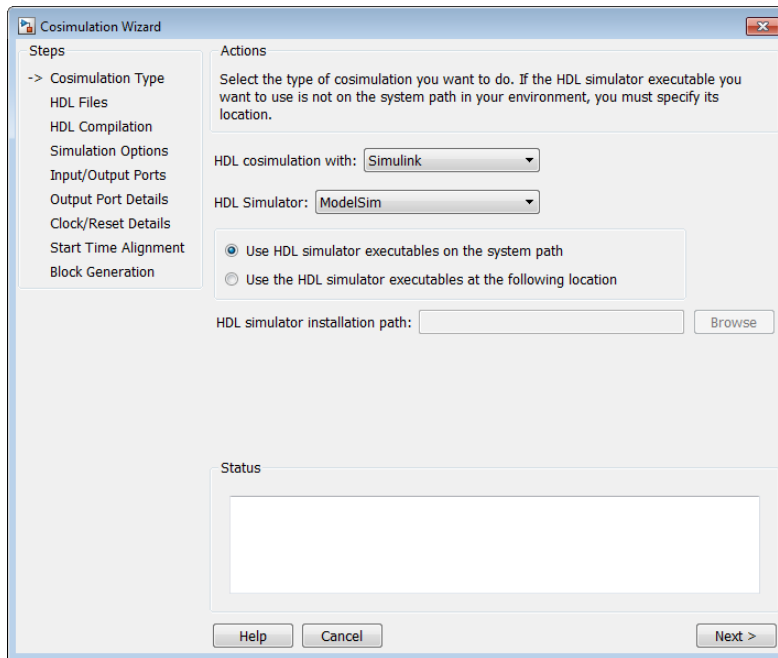 Cosimulation Wizard
Steps
-> Cosimulation Type
HDL Files
HDL Compilation
Simulation Options
Input/Output Ports
Output Port Details
Clock/Reset Details
Start Time Alignment
Block Generation
Actions
Select the type of cosimulation you want to do. If the HDL simulator executable you
want to use is not on the system path in your environment, you must specify its
location.
HDL cosimulation with: Simulink
HDL Simulator: ModelSim
Use HDL simulator executables on the system path
Use the HDL simulator executables at the following location
HDL simulator installation path: Browse
Status
Help Cancel Next >